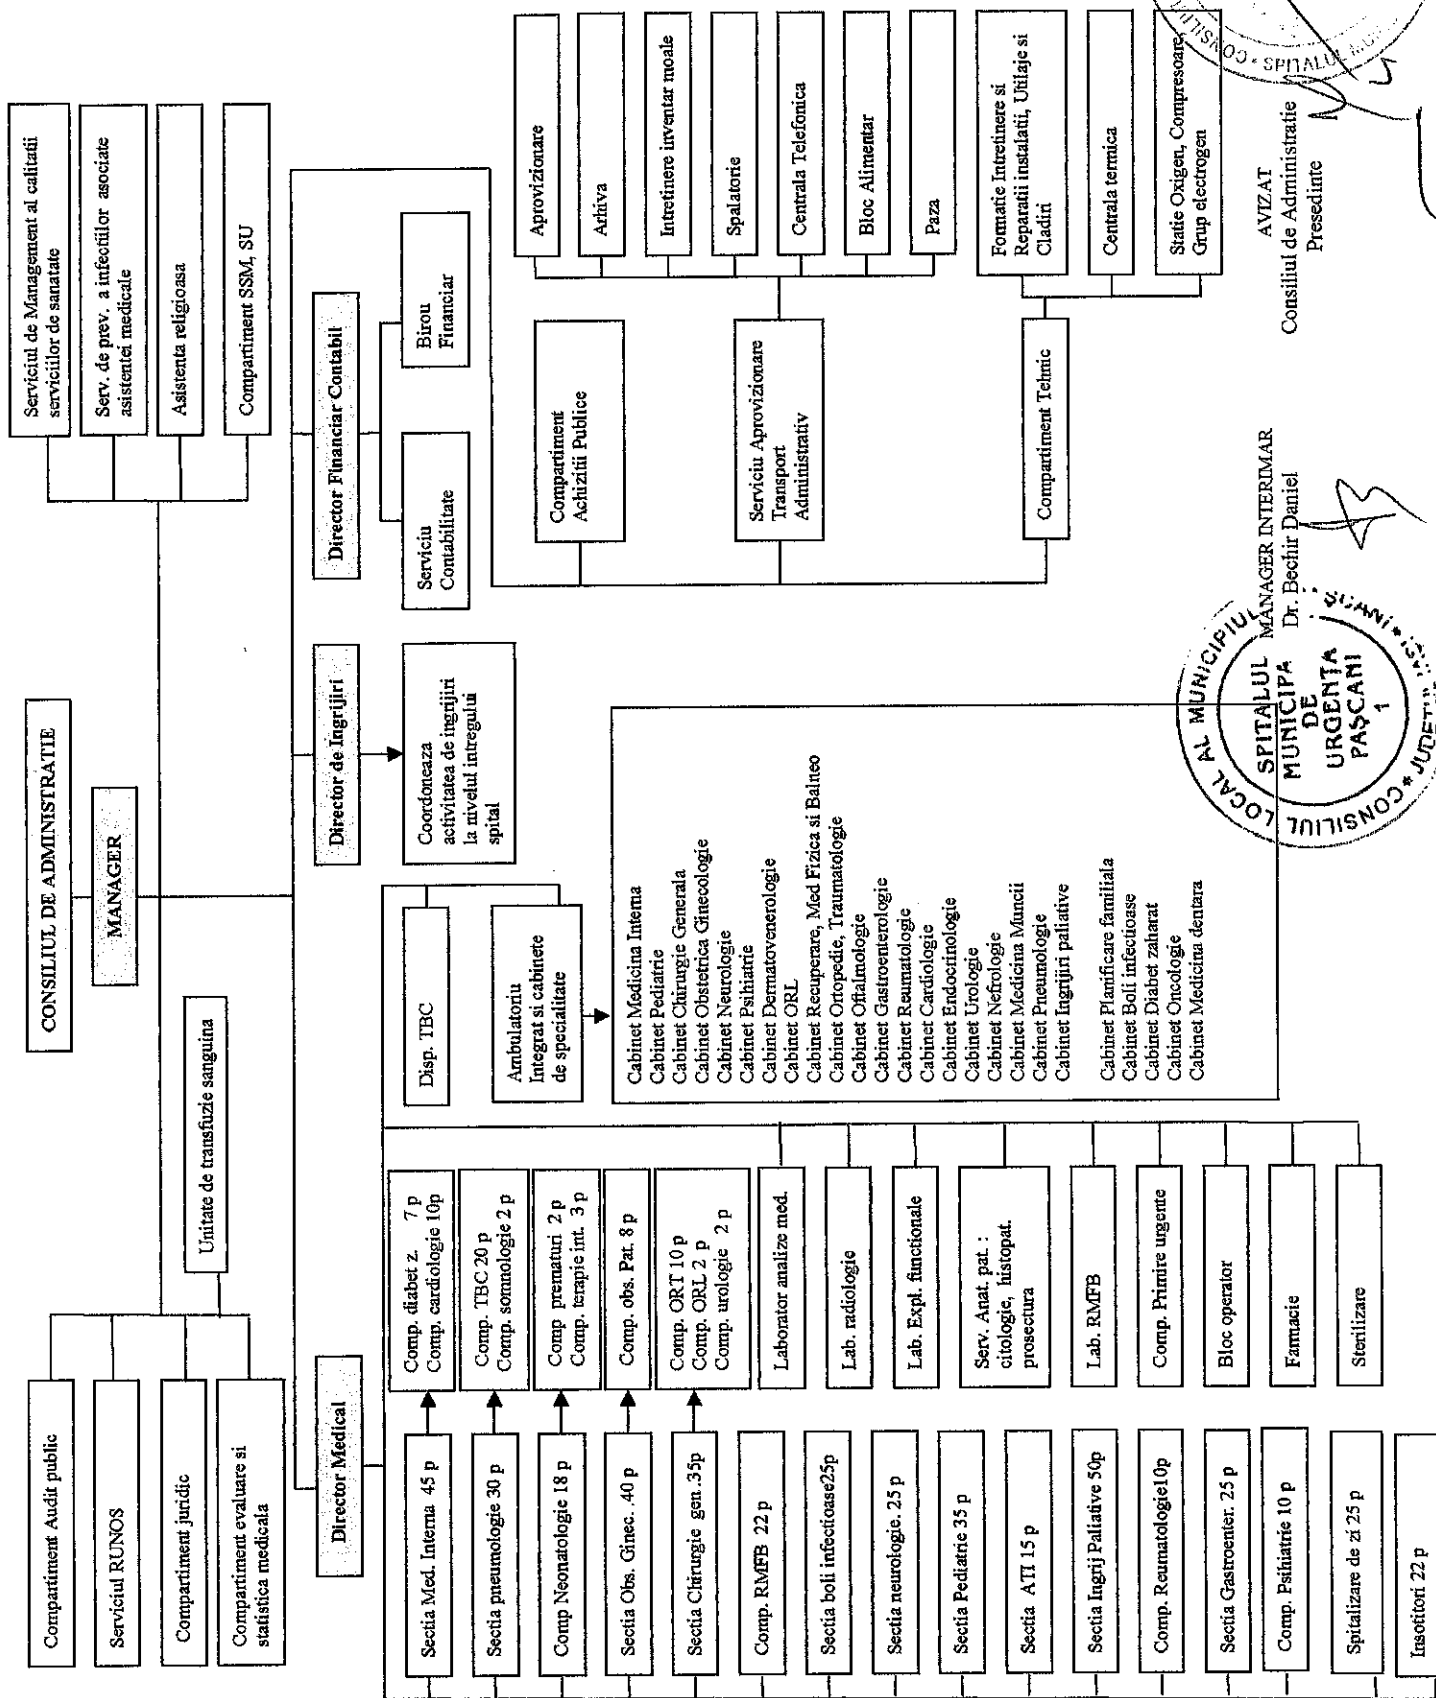 CONSILIUL DE ADMINISTRATIE
MANAGER
Compartiment Audit public
Serviciul RUNOS
Compartiment juridic
Compartiment evaluare si
statistica medicala
Unitate de transfuzie sanguina
Serviciul de Management al calitatii
serviciilor de sanatate
Serv. de prev. a infectiilor asociate
asistentei medicale
Asistenta religioasa
Compartiment SSM, SU
Director Medical
Director de Ingrijiri
Director Financiar Contabil
Coordoneaza
activitatea de ingrijiri
la nivelul intregului
spital
Serviciu
Contabilitate
Birou
Financiar
Sectia Med. Interna 45 p
Comp. diabet z. 7 p
Comp. cardiologie 10p
Sectia pneumologie 30 p
Comp. TBC 20 p
Comp. somnologie 2 p
Comp Neonatologie 18 p
Comp prematuri 2 p
Comp. terapie int. 3 p
Sectia Obs. Ginec. .40 p
Comp. obs. Pat. 8 p
Sectia Chirurgie gen.35p
Comp. ORT 10 p
Comp. ORL 2 p
Comp. urologie 2 p
Comp. RMFB 22 p
Sectia boli infectioase25p
Sectia neurologie. 25 p
Sectia Pediatrie 35 p
Sectia ATI 15 p
Sectia Ingrij Paliative 50p
Comp. Reumatologie10p
Sectia Gastroenter. 25 p
Comp. Psihiatrie 10 p
Spitalizare de zi 25 p
Insotitori 22 p
Laborator analize med.
Lab. radiologie
Lab. Expl. functionale
Serv. Anat. pat. :
citologie, histopat.
prosectura
Lab. RMFB
Comp. Primire urgente
Bloc operator
Farmacie
Sterilizare
Disp. TBC
Ambulatoriu
Integrat si cabinete
de specialitate
Cabinet Medicina Interna
Cabinet Pediatrie
Cabinet Chirurgie Generala
Cabinet Obstetrica Ginecologie
Cabinet Neurologie
Cabinet Psihiatrie
Cabinet Dermatovenerologie
Cabinet ORL
Cabinet Recuperare, Med Fizica si Balneo
Cabinet Ortopedie, Traumatologie
Cabinet Oftalmologie
Cabinet Gastroenterologie
Cabinet Reumatologie
Cabinet Cardiologie
Cabinet Endocrinologie
Cabinet Urologie
Cabinet Nefrologie
Cabinet Medicina Muncii
Cabinet Pneumologie
Cabinet Ingrijiri paliative
Cabinet Planificare familiala
Cabinet Boli infectioase
Cabinet Diabet zaharat
Cabinet Oncologie
Cabinet Medicina dentara
Compartiment
Achizitii Publice
Serviciu Aprovizionare
Transport
Administrativ
Compartiment Tehnic
Aprovizionare
Arhiva
Intretinere inventar moale
Spalatorie
Centrala Telefonica
Bloc Alimentar
Paza
Formatie Intretinere si
Reparatii instalatii, Utilaje si
Cladiri
Centrala termica
Statie Oxigen, Compresoare,
Grup electrogen
MANAGER INTERIMAR
Dr. Bechir Daniel
AVIZAT
Consiliul de Administratie
Presedinte
CONSILIUL LOCAL AL MUNICIPIUL
SPITALUL
MUNICIPA
DE
URGENTA
PAŞCANI
1
SPITALUL